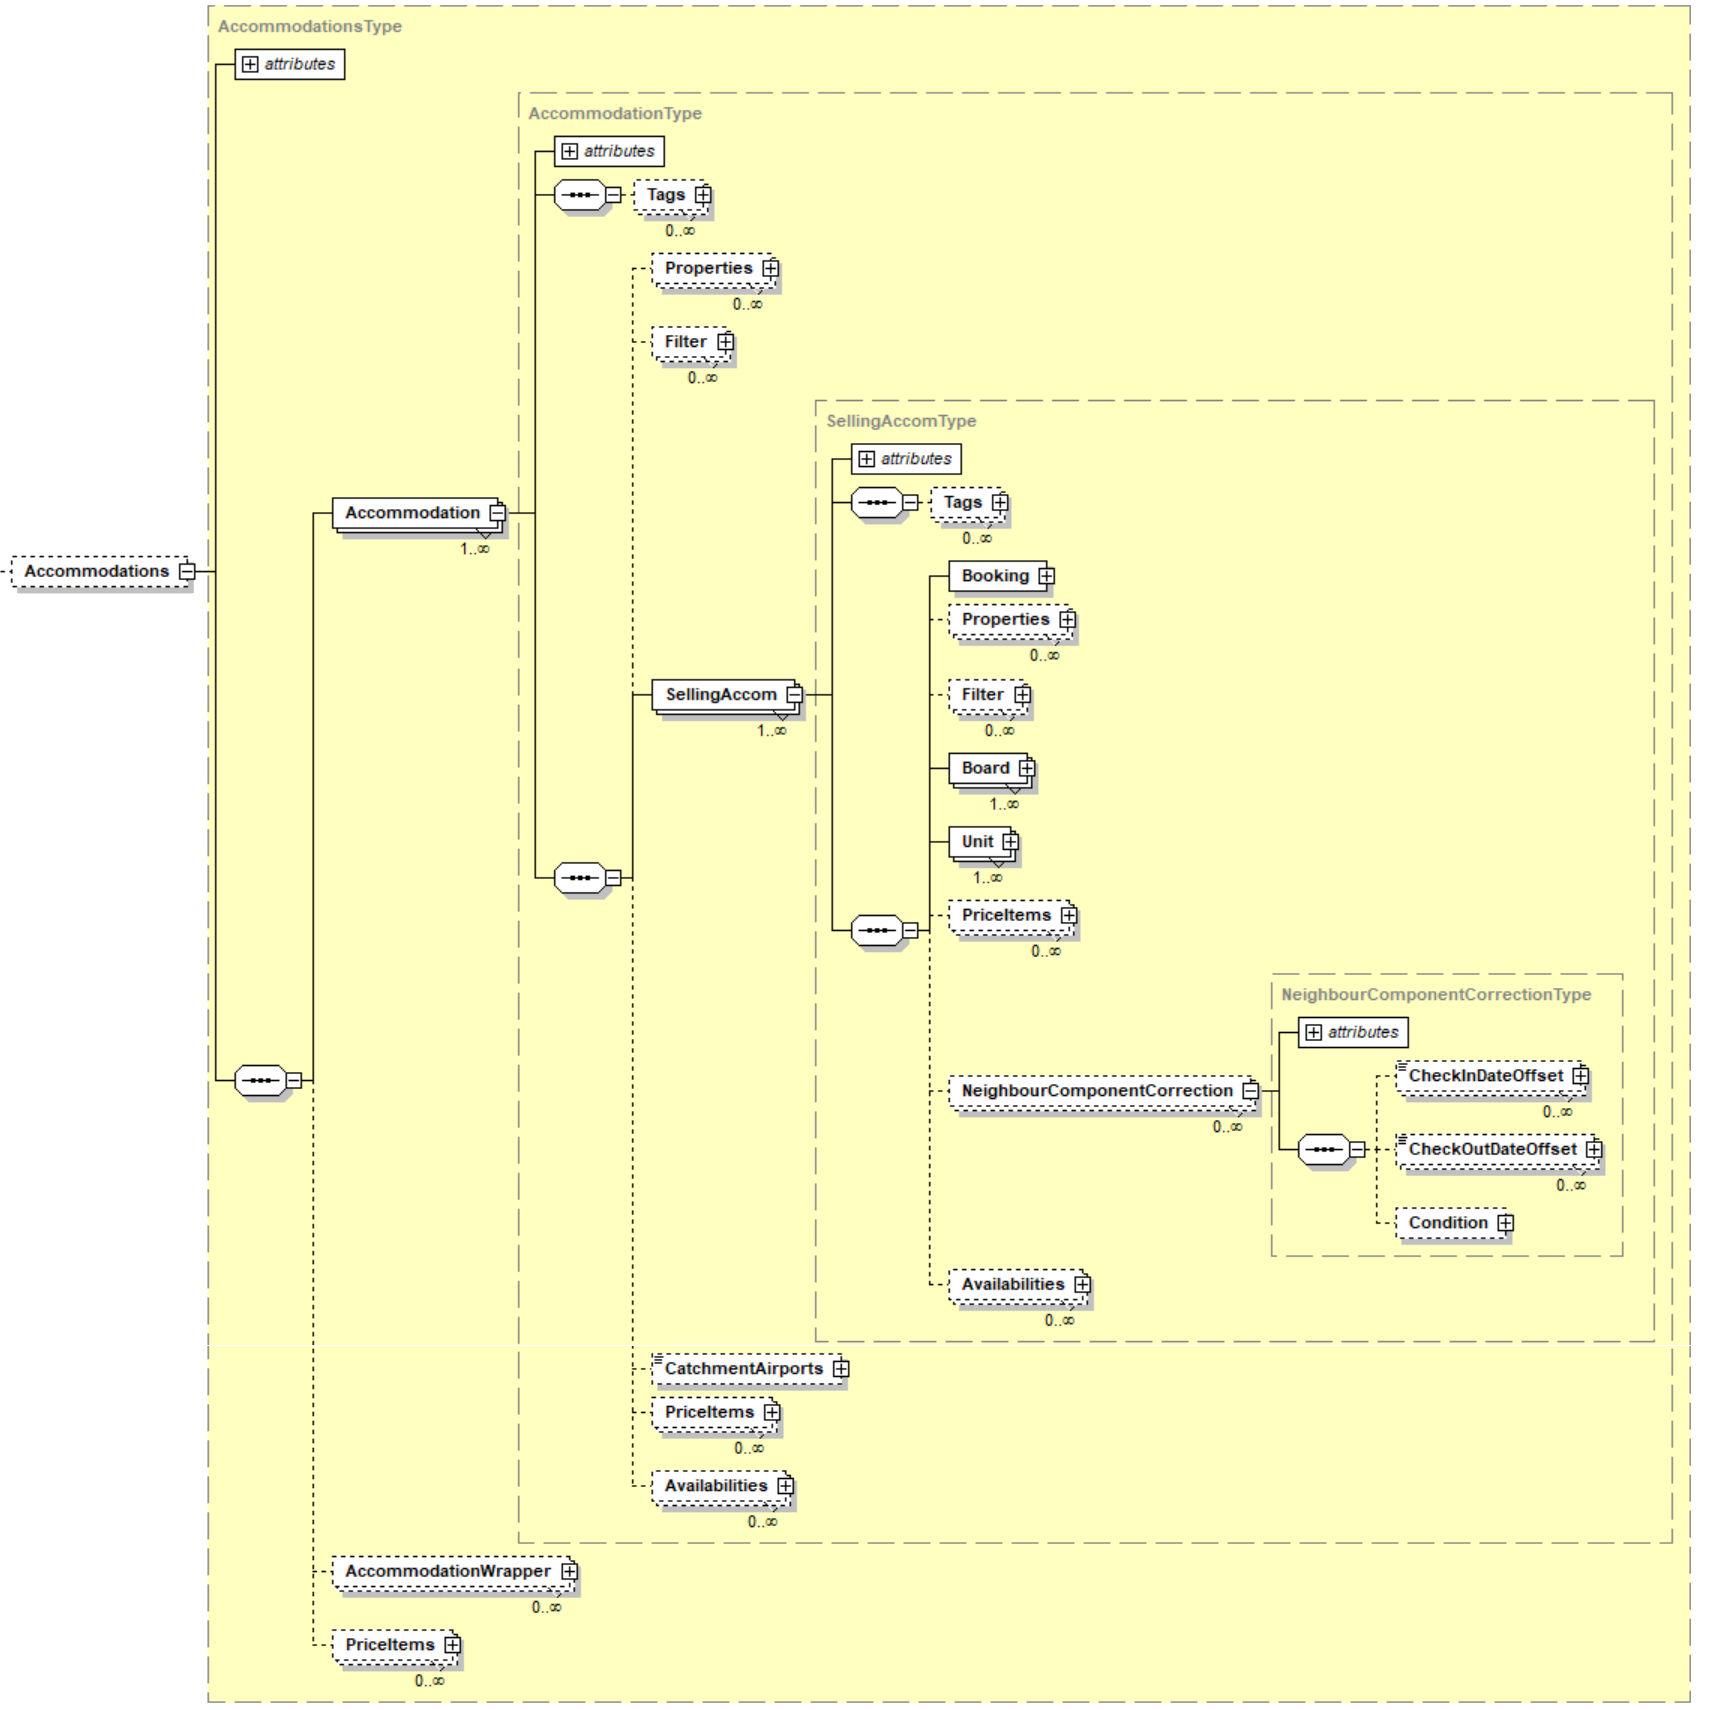 AccommodationsType
attributes
AccommodationType
attributes
Tags
0..∞
Properties
0..∞
Filter
0..∞
SellingAccomType
attributes
Tags
0..∞
Accommodation
1..∞
Accommodations
Booking
Properties
0..∞
SellingAccom
1..∞
Filter
0..∞
Board
1..∞
Unit
1..∞
PriceItems
0..∞
NeighbourComponentCorrectionType
attributes
CheckInDateOffset
0..∞
NeighbourComponentCorrection
0..∞
CheckOutDateOffset
0..∞
Condition
Availabilities
0..∞
CatchmentAirports
PriceItems
0..∞
Availabilities
0..∞
AccommodationWrapper
0..∞
PriceItems
0..∞